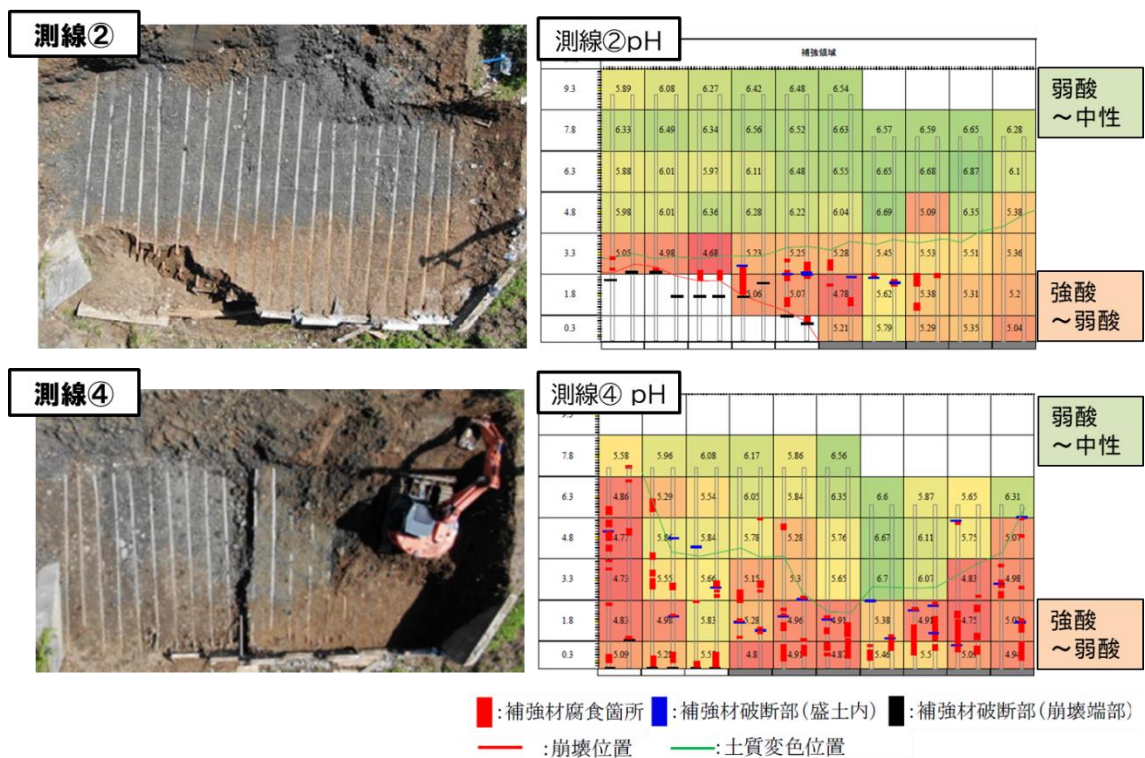 測線②
測線②pH
補強領域
9.3 5.89 6.08 6.27 6.42 6.48 6.54
7.8 6.33 6.49 6.34 6.56 6.52 6.63 6.57 6.59 6.65 6.28
6.3 5.88 6.01 5.97 6.11 6.48 6.55 6.65 6.68 6.87 6.1
4.8 5.98 6.01 6.36 6.28 6.22 6.04 6.69 5.09 6.35 5.38
3.3 5.05 4.98 4.68 5.23 5.25 5.28 5.45 5.53 5.51 5.36
1.8 5.06 5.07 4.78 5.62 5.38 5.31 5.2
0.3 5.21 5.79 5.29 5.35 5.04
弱酸
～中性
強酸
～弱酸
測線④
測線④ pH
7.8 5.58 5.96 6.08 6.17 5.86 6.56
6.3 4.86 5.29 5.54 6.05 5.84 6.35 6.6 5.87 5.65 6.31
4.8 5.84 5.78 5.28 5.76 6.67 6.11 5.75 5.07
3.3 4.73 5.55 5.66 5.15 5.3 5.65 6.7 6.07 4.83 4.98
1.8 4.83 4.98 5.83 5.28 4.96 4.91 5.38 4.91 4.75
0.3 5.09 4.8 4.91 4.87 5.46 5.5 4.94
弱酸
～中性
強酸
～弱酸
:補強材腐食箇所 :補強材破断部(盛土内) :補強材破断部(崩壊端部)
:崩壊位置 :土質変色位置